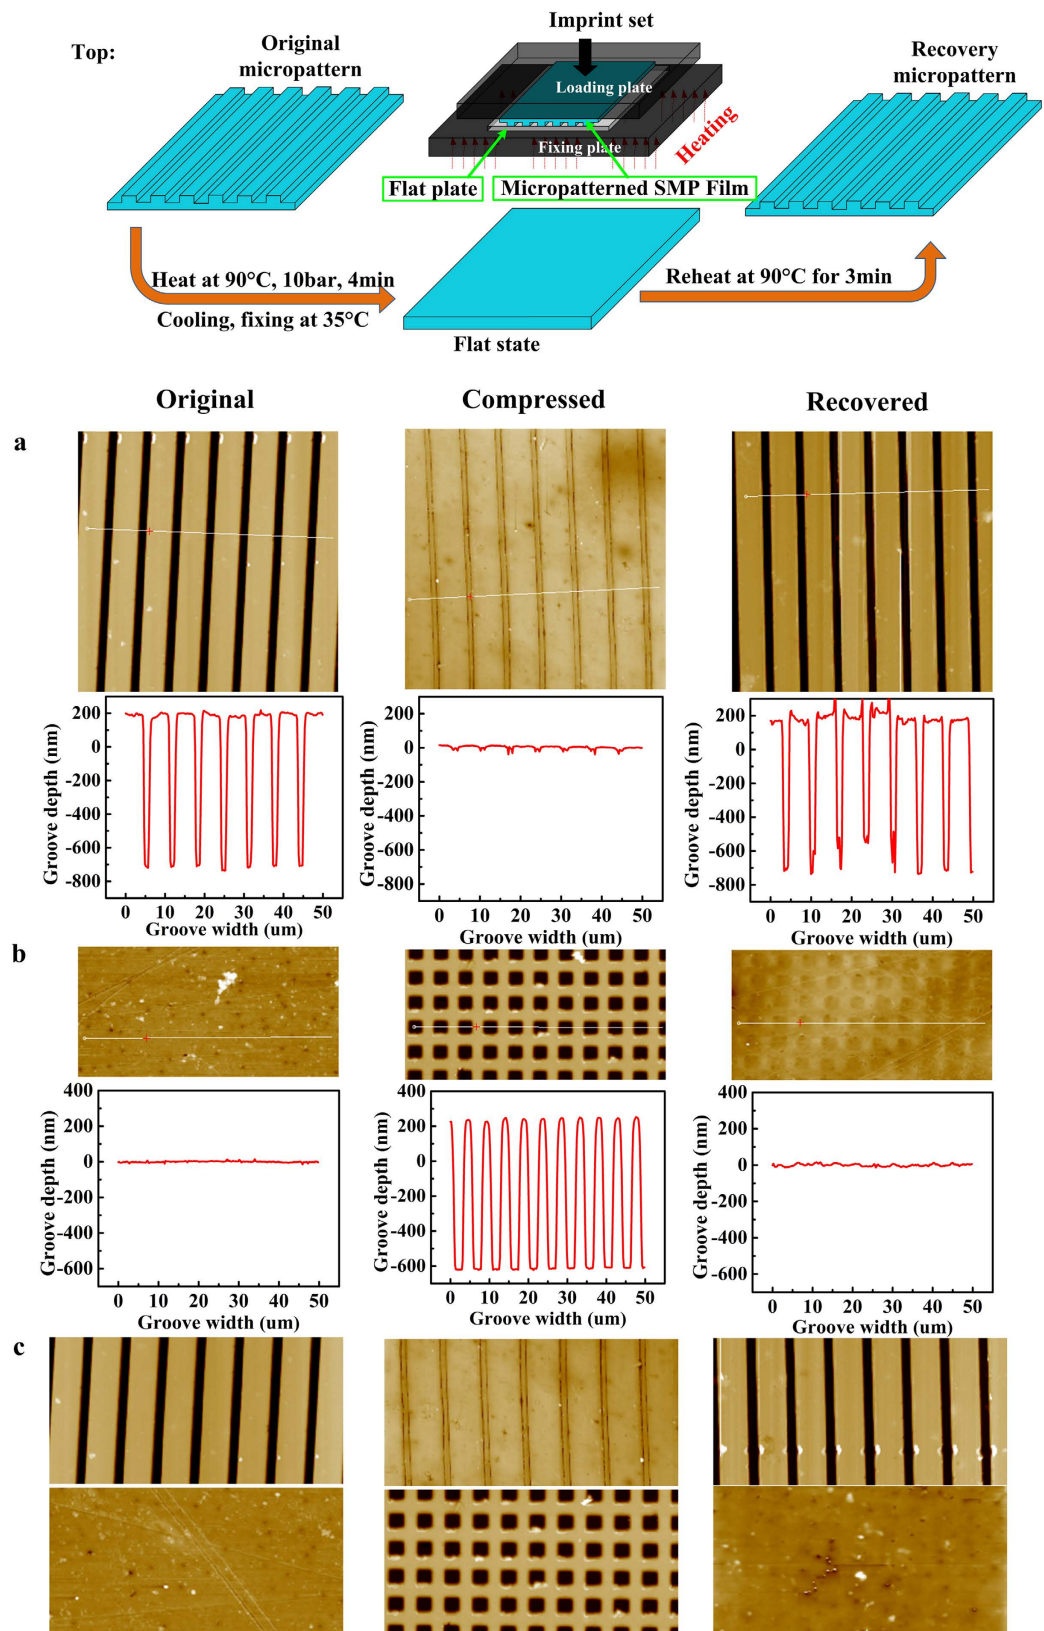 Top:
Original
micropattern
Imprint set
Loading plate
Fixing plate
Heating
Recovery
micropattern
Flat plate
Micropatterned SMP Film
Heat at 90°C, 10bar, 4min
Cooling, fixing at 35°C
Reheat at 90°C for 3min
Flat state
Original
Compressed
Recovered
a
Groove depth (nm)
200
0
-200
-400
-600
-800
0 10 20 30 40 50
Groove width (um)
Groove depth (nm)
200
0
-200
-400
-600
-800
0 10 20 30 40 50
Groove width (um)
Groove depth (nm)
200
0
-200
-400
-600
-800
0 10 20 30 40 50
Groove width (um)
b
Groove depth (nm)
400
200
0
-200
-400
-600
0 10 20 30 40 50
Groove width (um)
Groove depth (nm)
400
200
0
-200
-400
-600
0 10 20 30 40 50
Groove width (um)
Groove depth (nm)
400
200
0
-200
-400
-600
0 10 20 30 40 50
Groove width (um)
c